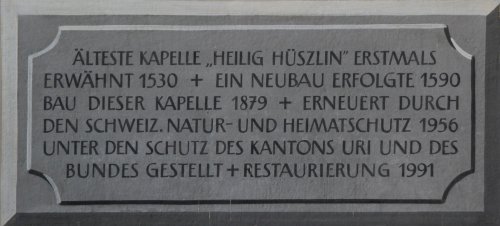 ÄLTESTE KAPELLE „HEILIG HÜSZLIN" ERSTMALS
ERWÄHNT 1530 + EIN NEUBAU ERFOLGTE 1590
BAU DIESER KAPELLE 1879 + ERNEUERT DURCH
DEN SCHWEIZ. NATUR- UND HEIMATSCHUTZ 1956
UNTER DEN SCHUTZ DES KANTONS URI UND DES
BUNDES GESTELLT + RESTAURIERUNG 1991